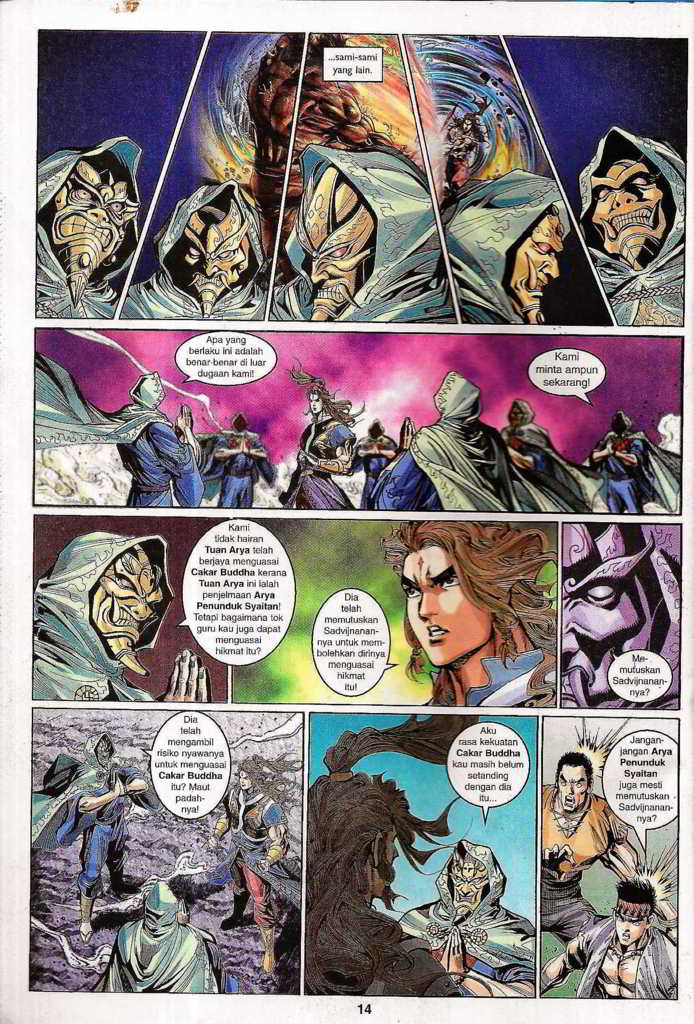 ...sami-sami
yang lain.
Apa yang
berlaku ini adalah
benar-benar di luar
dugaan kami!
Kami
minta ampun
sekarang!
Kami
tidak hairan
Tuan Arya telah
berjaya menguasai
Cakar Buddha kerana
Tuan Arya ini ialah
penjelmaan Arya
Penunduk Syaitan!
Tetapi bagaimana tok
guru kau juga dapat
menguasai
hikmat itu?
Dia
telah
memutuskan
Sadvijnanan-
nya untuk mem-
bolehkan dirinya
menguasai
hikmat itu!
Me-
mutuskan
Sadvijnanan-
nya?
Dia
telah
mengambil
risiko nyawanya
untuk menguasai
Cakar Buddha
itu? Maut
padah-
nya!
Aku
rasa kekuatan
Cakar Buddha
kau masih belum
setanding
dengan dia
itu...
Jangan-
jangan Arya
Penunduk
Syaitan
juga mesti
memutuskan
Sadvijnanan-
nya?
14